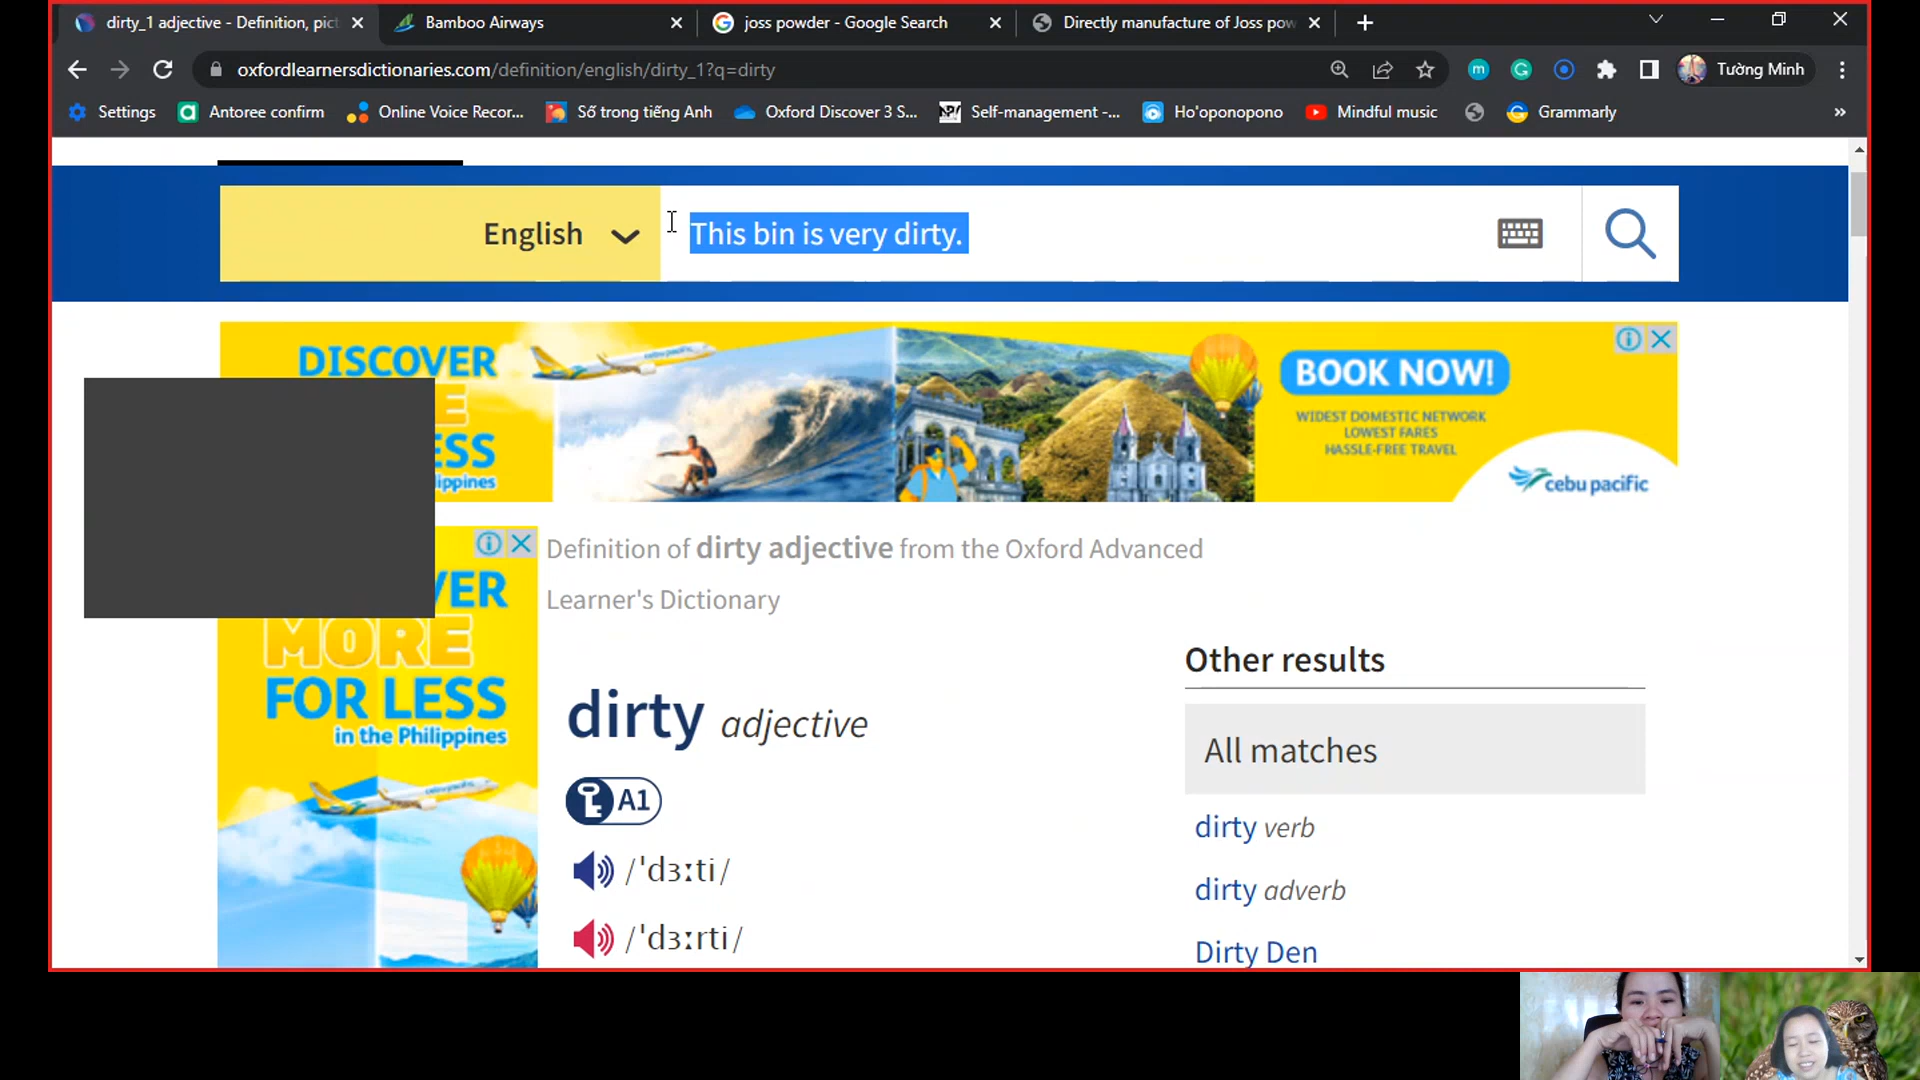 dirty_1 adjective - Definition, pict
Bamboo Airways
joss powder - Google Search
Directly manufacture of Joss pow
oxfordlearnersdictionaries.com/definition/english/dirty_1?q=dirty
Tường Minh
Settings
Antoree confirm
Online Voice Recor...
Số trong tiếng Anh
Oxford Discover 3 S...
Self-management -...
Ho'oponopono
Mindful music
Grammarly
English
This bin is very dirty.
DISCOVER
BOOK NOW!
WIDEST DOMESTIC NETWORK
LOWEST FARES
HASSLE-FREE TRAVEL
cebu pacific
Definition of dirty adjective from the Oxford Advanced
Learner's Dictionary
MORE
FOR LESS
in the Philippines
dirty adjective
A1
/ˈdɜːti/
/ˈdɜːrti/
Other results
All matches
dirty verb
dirty adverb
Dirty Den